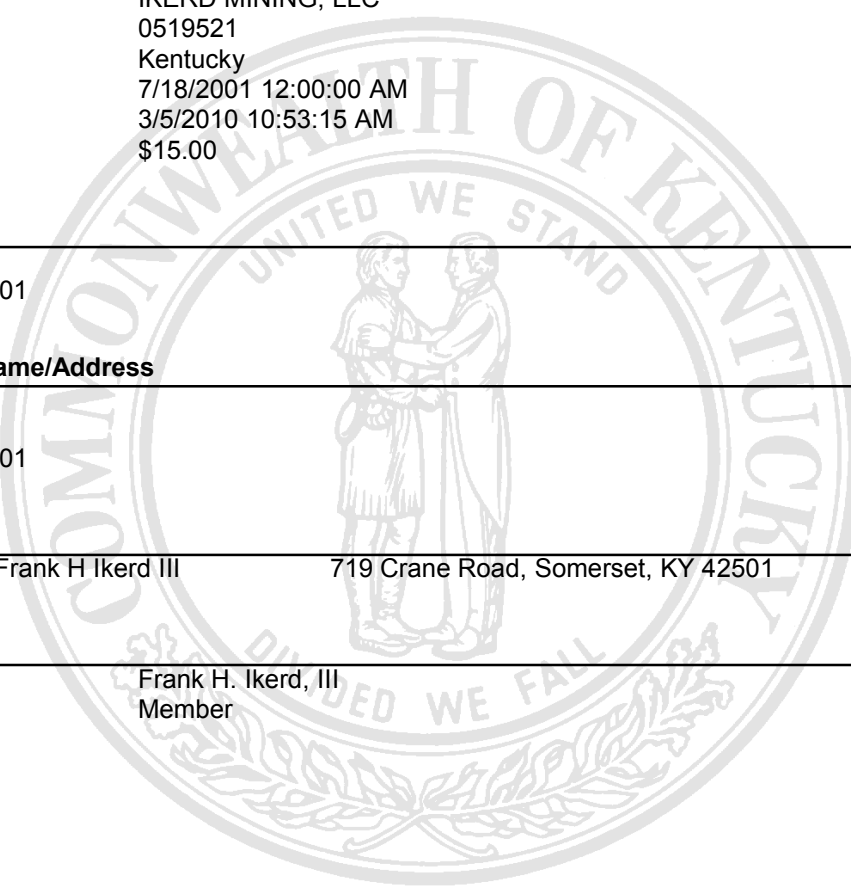 IKERD MINING, LLC
0519521
Kentucky
7/18/2001 12:00:00 AM
3/5/2010 10:53:15 AM
$15.00
COMMONWEALTH OF KENTUCKY
UNITED WE STAND
01
ame/Address
01
Frank H Ikerd III 719 Crane Road, Somerset, KY 42501
DIVIDED WE FALL
Frank H. Ikerd, III
Member